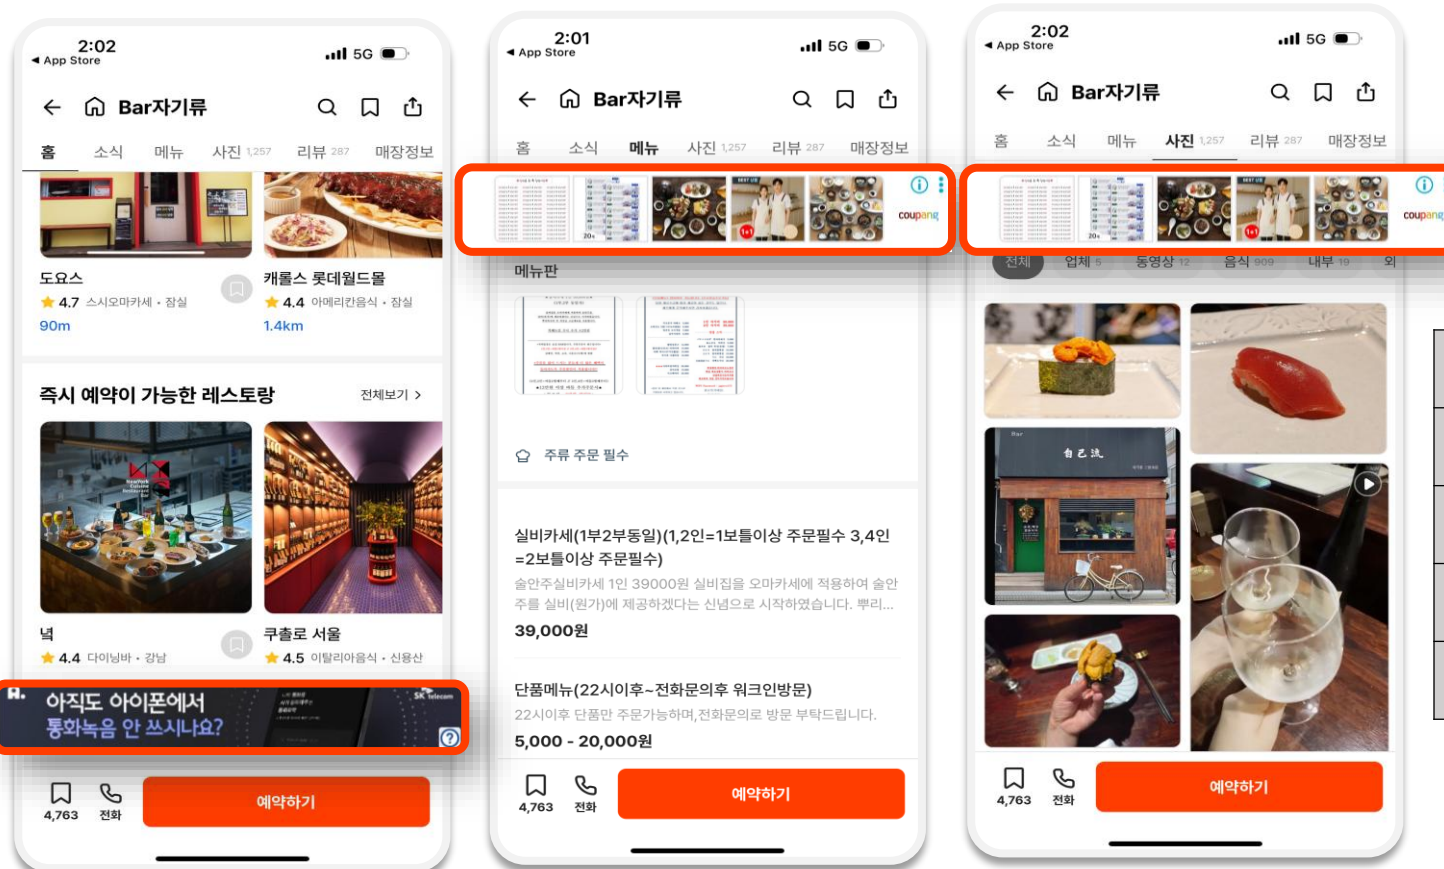 2:02
5G
◀ App Store
Bar자기류
홈 소식 메뉴 사진 1,257 리뷰 287 매장정보
도요스
4.7 스시오마카세 • 잠실
90m
캐롤스 롯데월드몰
4.4 아메리칸음식 • 잠실
1.4km
즉시 예약이 가능한 레스토랑
전체보기 >
녘
4.4 다이닝바 • 강남
쿠촐로 서울
4.5 이탈리아음식 • 신용산
A.
아직도 아이폰에서
통화녹음 안 쓰시나요?
SK telecom
4,763
전화
예약하기
2:01
5G
◀ App Store
Bar자기류
홈 소식 메뉴 사진 1,257 리뷰 287 매장정보
BEST
1+1
coupang
메뉴판
주류 주문 필수
실비카세(1부2부동일)(1,2인=1보틀이상 주문필수 3,4인
=2보틀이상 주문필수)
술안주실비카세 1인 39000원 실비집을 오마카세에 적용하여 술안
주를 실비(원가)에 제공하겠다는 신념으로 시작하였습니다. 뿌리...
39,000원
단품메뉴(22시이후~전화문의후 워크인방문)
22시이후 단품만 주문가능하며,전화문의로 방문 부탁드립니다.
5,000 - 20,000원
4,763
전화
예약하기
2:02
5G
◀ App Store
Bar자기류
홈 소식 메뉴 사진 1,257 리뷰 287 매장정보
BEST
1+1
coupang
전체 업체 5 동영상 12 음식 909 내부 19 외
Bar
自己流
4,763
전화
예약하기